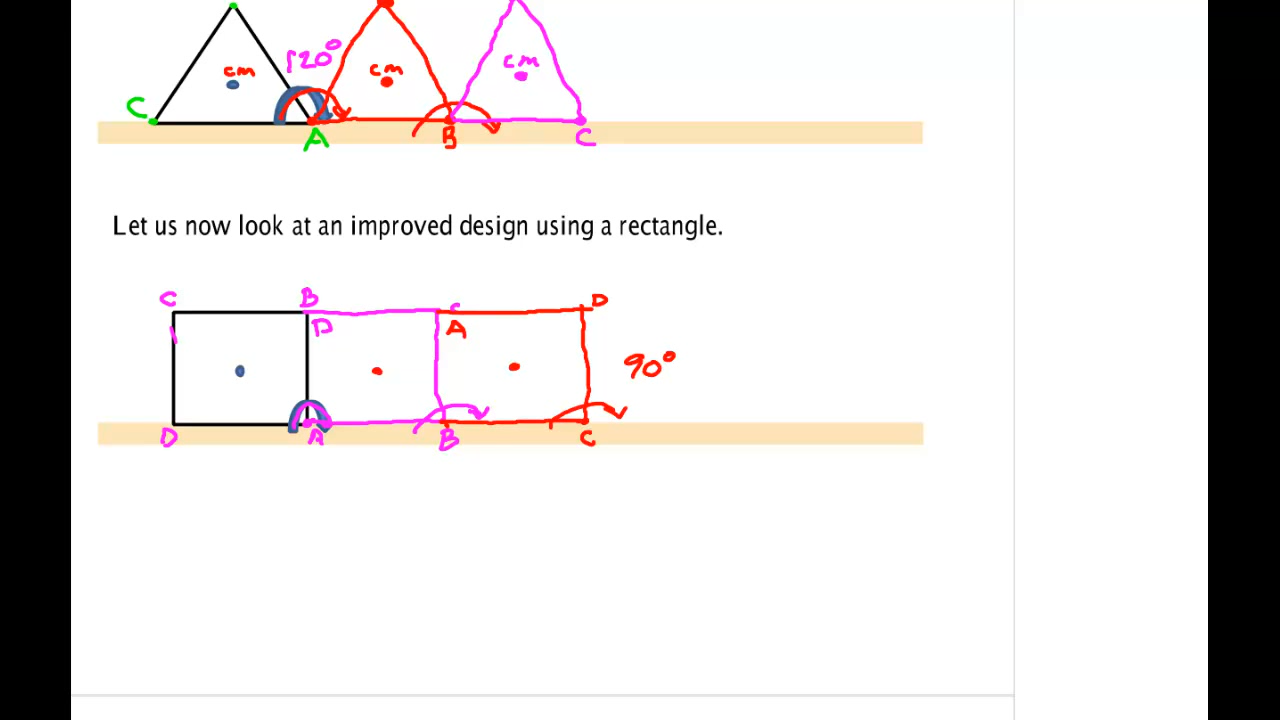 120°
cm cm cm
C A B C
Let us now look at an improved design using a rectangle.
C B C D
D A
90°
D A B C